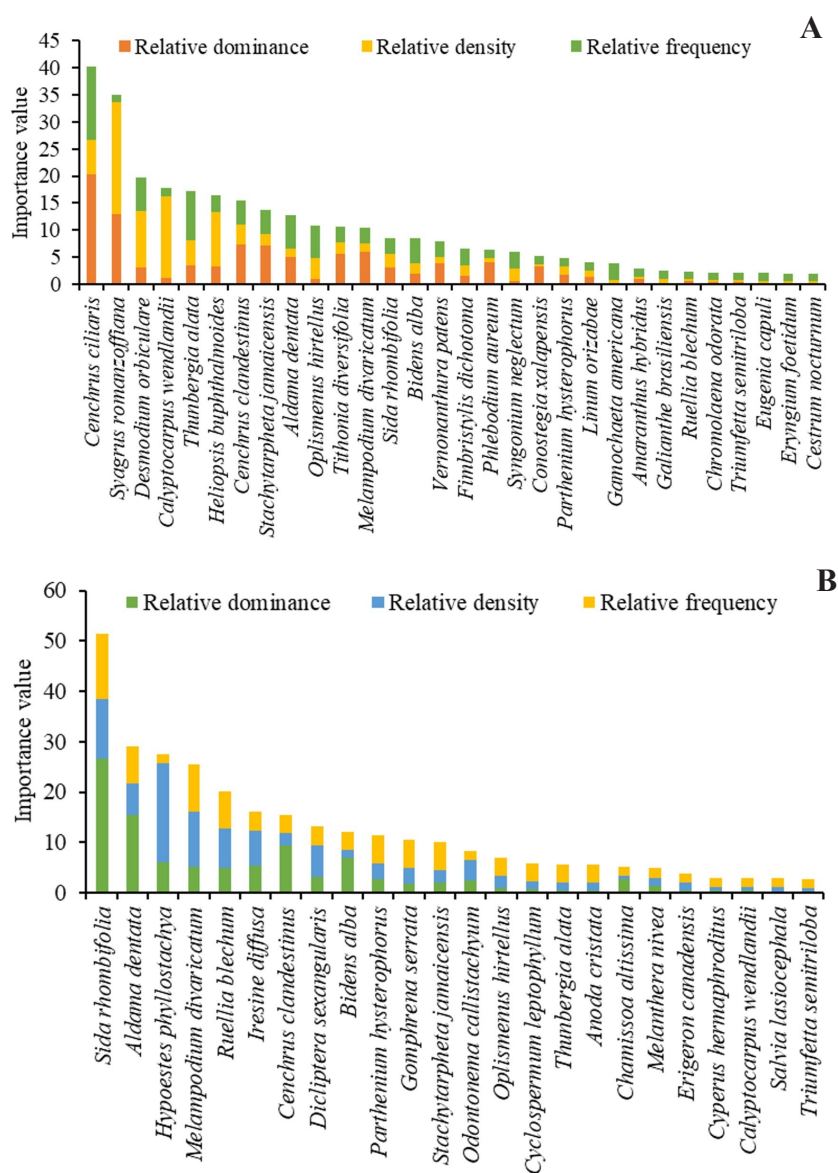 A
Relative dominance Relative density Relative frequency
Importance value
45
40
35
30
25
20
15
10
5
0
Cenchrus ciliaris
Syagrus romanzoffiana
Desmodium orbiculare
Calyptocarpus wendlandii
Thunbergia alata
Heliopsis buphthalmoides
Cenchrus clandestinus
Stachytarpheta jamaicensis
Aldama dentata
Oplismenus hirtellus
Tithonia diversifolia
Melampodium divaricatum
Sida rhombifolia
Bidens alba
Vernonanthura patens
Fimbristylis dichotoma
Phlebodium aureum
Syngonium neglectum
Conostegia xalapensis
Parthenium hysterophorus
Linum orizabae
Gamochaeta americana
Amaranthus hybridus
Galianthe brasiliensis
Ruellia blechum
Chromolaena odorata
Triumfetta semitriloba
Eugenia capuli
Eryngium foetidum
Cestrum nocturnum
B
Relative dominance Relative density Relative frequency
Importance value
60
50
40
30
20
10
0
Sida rhombifolia
Aldama dentata
Hypoestes phyllostachya
Melampodium divaricatum
Ruellia blechum
Iresine diffusa
Cenchrus clandestinus
Dicliptera sexangularis
Bidens alba
Parthenium hysterophorus
Gomphrena serrata
Stachytarpheta jamaicensis
Odontonema callistachyum
Oplismenus hirtellus
Cyclospermum leptophyllum
Thunbergia alata
Anoda cristata
Chamissoa altissima
Melanthera nivea
Erigeron canadensis
Cyperus hermaphroditus
Calyptocarpus wendlandii
Salvia lasiocephala
Triumfetta semitriloba